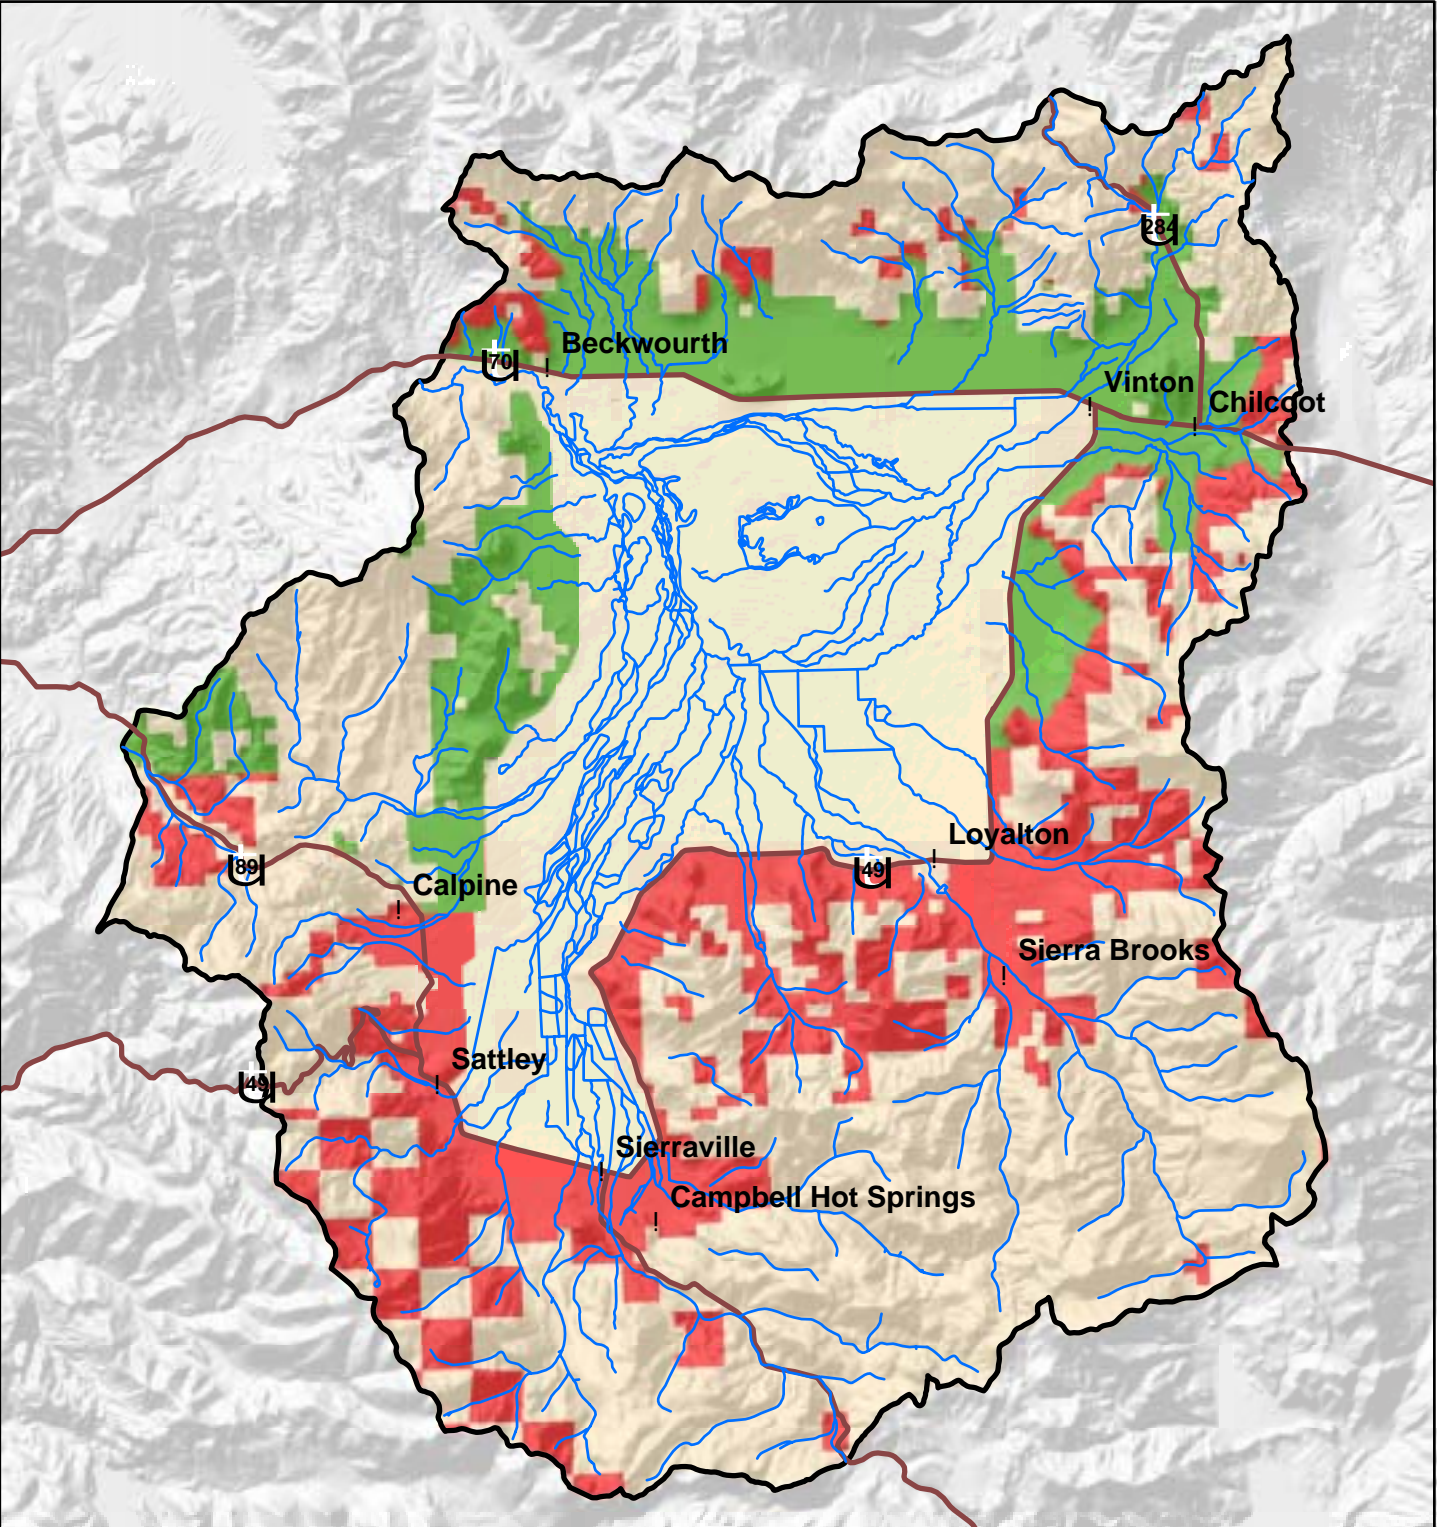 284
Beckwourth
70
Vinton
Chilcoot
Loyalton
89
49
Calpine
Sierra Brooks
Sattley
49
Sierraville
Campbell Hot Springs